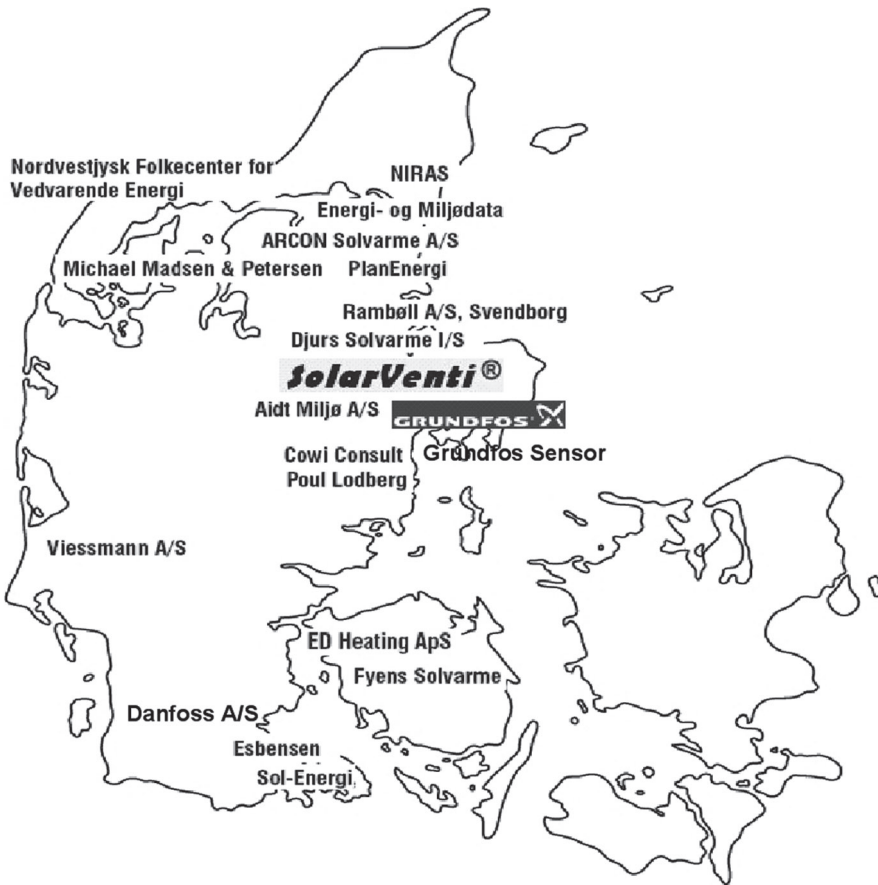 Nordvestjysk Folkecenter for
Vedvarende Energi
NIRAS
Energi- og Miljødata
ARCON Solvarme A/S
Michael Madsen & Petersen
PlanEnergi
Rambøll A/S, Svendborg
Djurs Solvarme I/S
SolarVenti®
Aidt Miljø A/S
GRUNDFOS
Cowi Consult
Grundfos Sensor
Poul Lodberg
Viessmann A/S
ED Heating ApS
Fyens Solvarme
Danfoss A/S
Esbensen
Sol-Energi